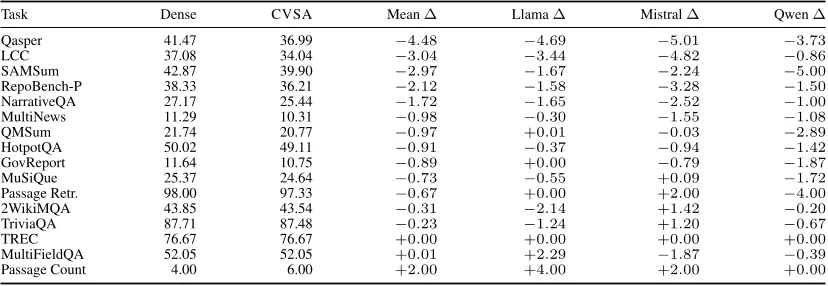 Task Dense CVSA Mean Δ Llama Δ Mistral Δ Qwen Δ
Qasper 41.47 36.99 −4.48 −4.69 −5.01 −3.73
LCC 37.08 34.04 −3.04 −3.44 −4.82 −0.86
SAMSum 42.87 39.90 −2.97 −1.67 −2.24 −5.00
RepoBench-P 38.33 36.21 −2.12 −1.58 −3.28 −1.50
NarrativeQA 27.17 25.44 −1.72 −1.65 −2.52 −1.00
MultiNews 11.29 10.31 −0.98 −0.30 −1.55 −1.08
QMSum 21.74 20.77 −0.97 +0.01 −0.03 −2.89
HotpotQA 50.02 49.11 −0.91 −0.37 −0.94 −1.42
GovReport 11.64 10.75 −0.89 +0.00 −0.79 −1.87
MuSiQue 25.37 24.64 −0.73 −0.55 +0.09 −1.72
Passage Retr. 98.00 97.33 −0.67 +0.00 +2.00 −4.00
2WikiMQA 43.85 43.54 −0.31 −2.14 +1.42 −0.20
TriviaQA 87.71 87.48 −0.23 −1.24 +1.20 −0.67
TREC 76.67 76.67 +0.00 +0.00 +0.00 +0.00
MultiFieldQA 52.05 52.05 +0.01 +2.29 −1.87 −0.39
Passage Count 4.00 6.00 +2.00 +4.00 +2.00 +0.00